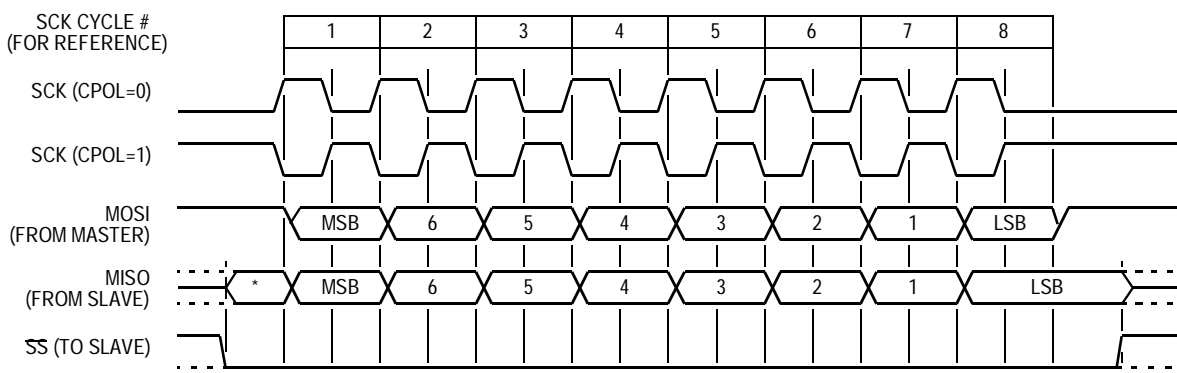 SCK CYCLE #
(FOR REFERENCE)
1 2 3 4 5 6 7 8
SCK (CPOL=0)
SCK (CPOL=1)
MOSI
(FROM MASTER)
MSB 6 5 4 3 2 1 LSB
MISO
(FROM SLAVE)
* MSB 6 5 4 3 2 1 LSB
SS (TO SLAVE)